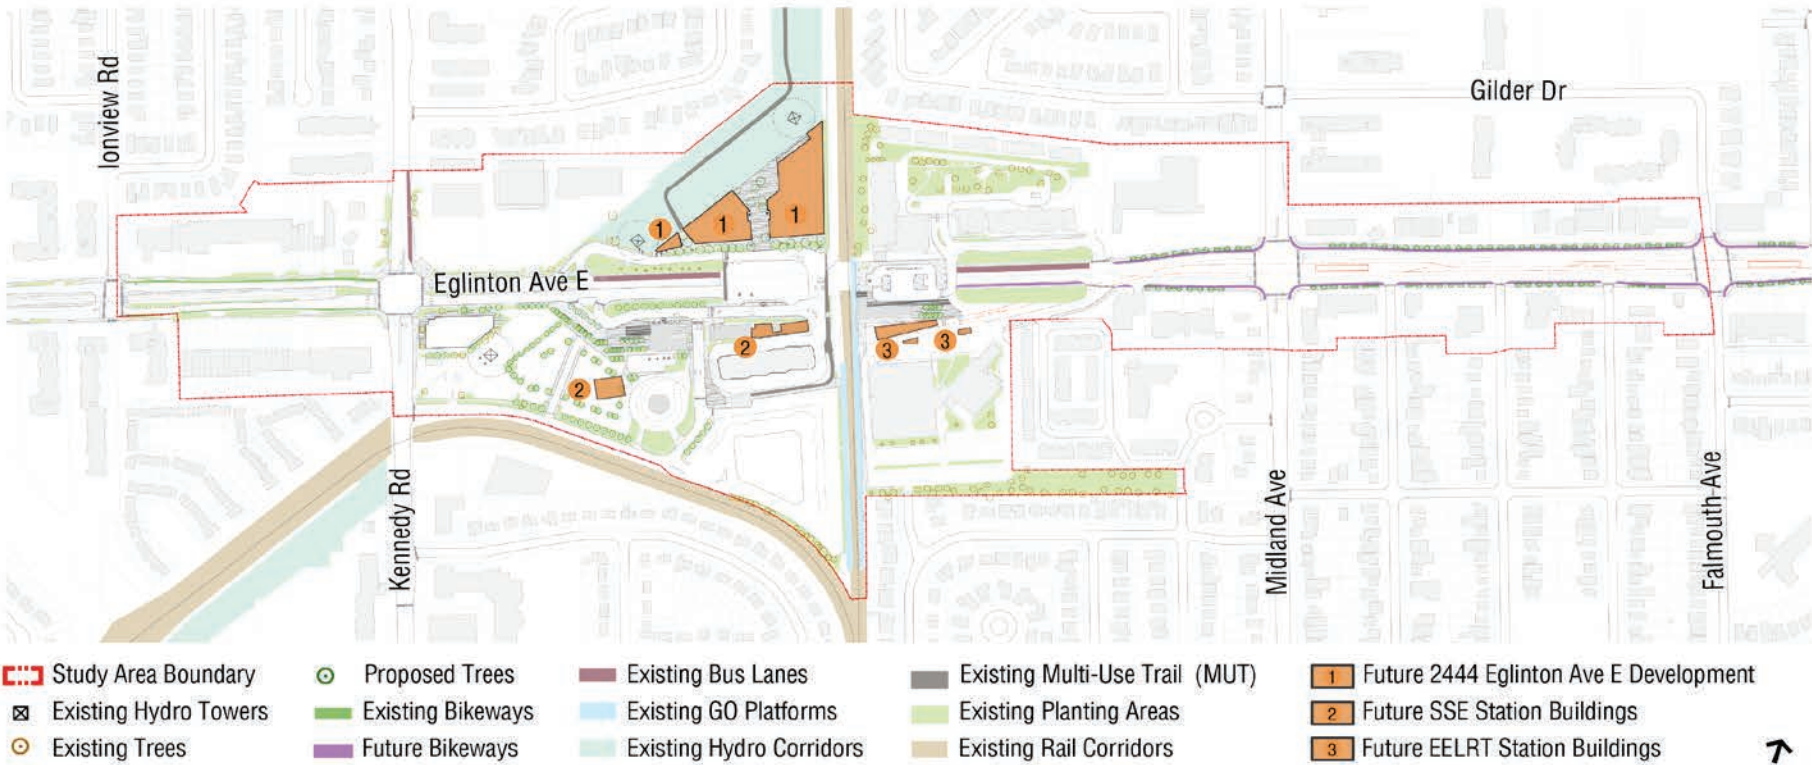 Ionview Rd
Gilder Dr
1
1
1
Eglinton Ave E
2
3
3
2
Kennedy Rd
Midland Ave
Falmouth Ave
Study Area Boundary
Existing Hydro Towers
Existing Trees
Proposed Trees
Existing Bikeways
Future Bikeways
Existing Bus Lanes
Existing GO Platforms
Existing Hydro Corridors
Existing Multi-Use Trail (MUT)
Existing Planting Areas
Existing Rail Corridors
1 Future 2444 Eglinton Ave E Development
2 Future SSE Station Buildings
3 Future EELRT Station Buildings